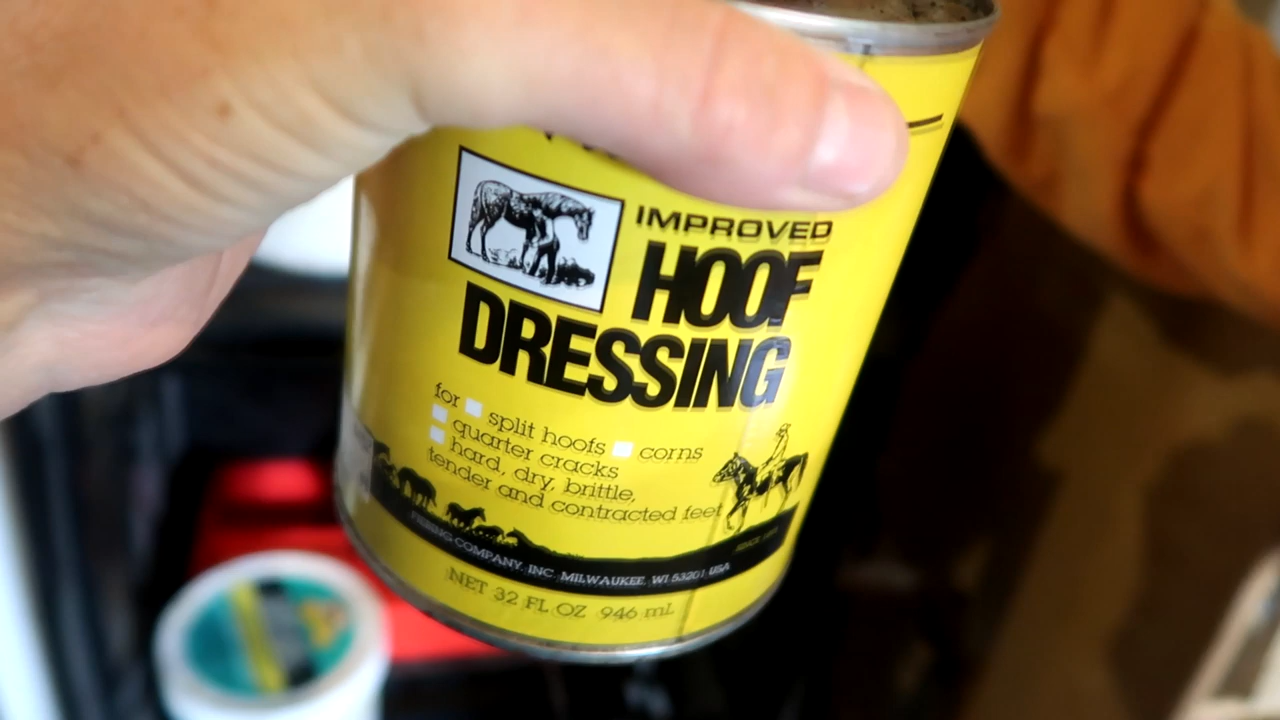 IMPROVED
HOOF
DRESSING
for split hoofs corns
quarter cracks
hard, dry, brittle,
tender and contracted feet
FIEBING COMPANY, INC. MILWAUKEE, WI 53201 USA
NET 32 FL OZ 946 mL